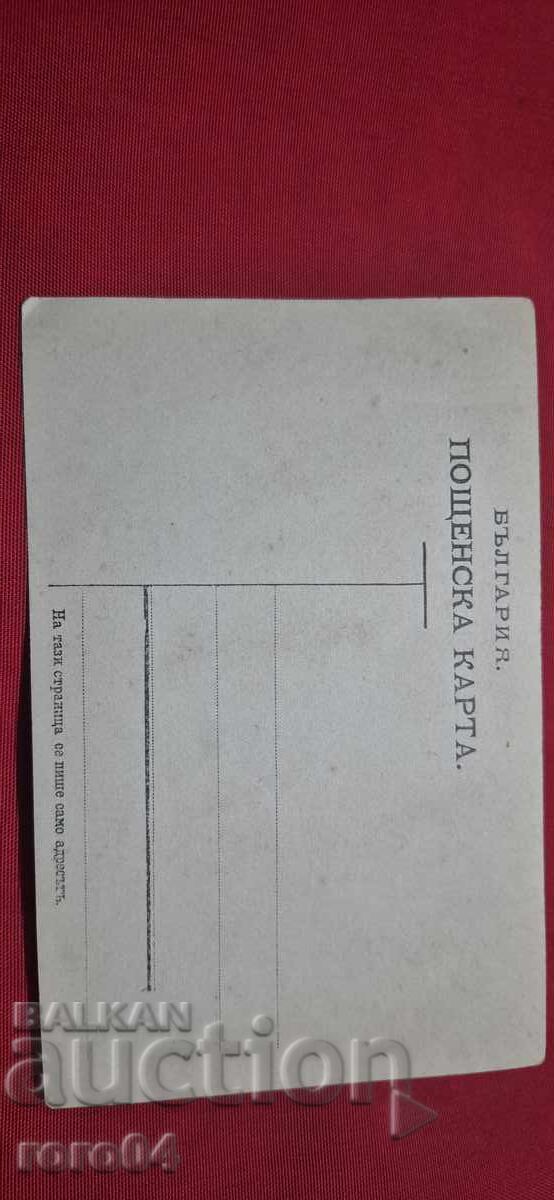 БЪЛГАРИЯ.
ПОЩЕНСКА КАРТА.
На тази страница се пише само адресътъ.
BALKAN
auction
roro04